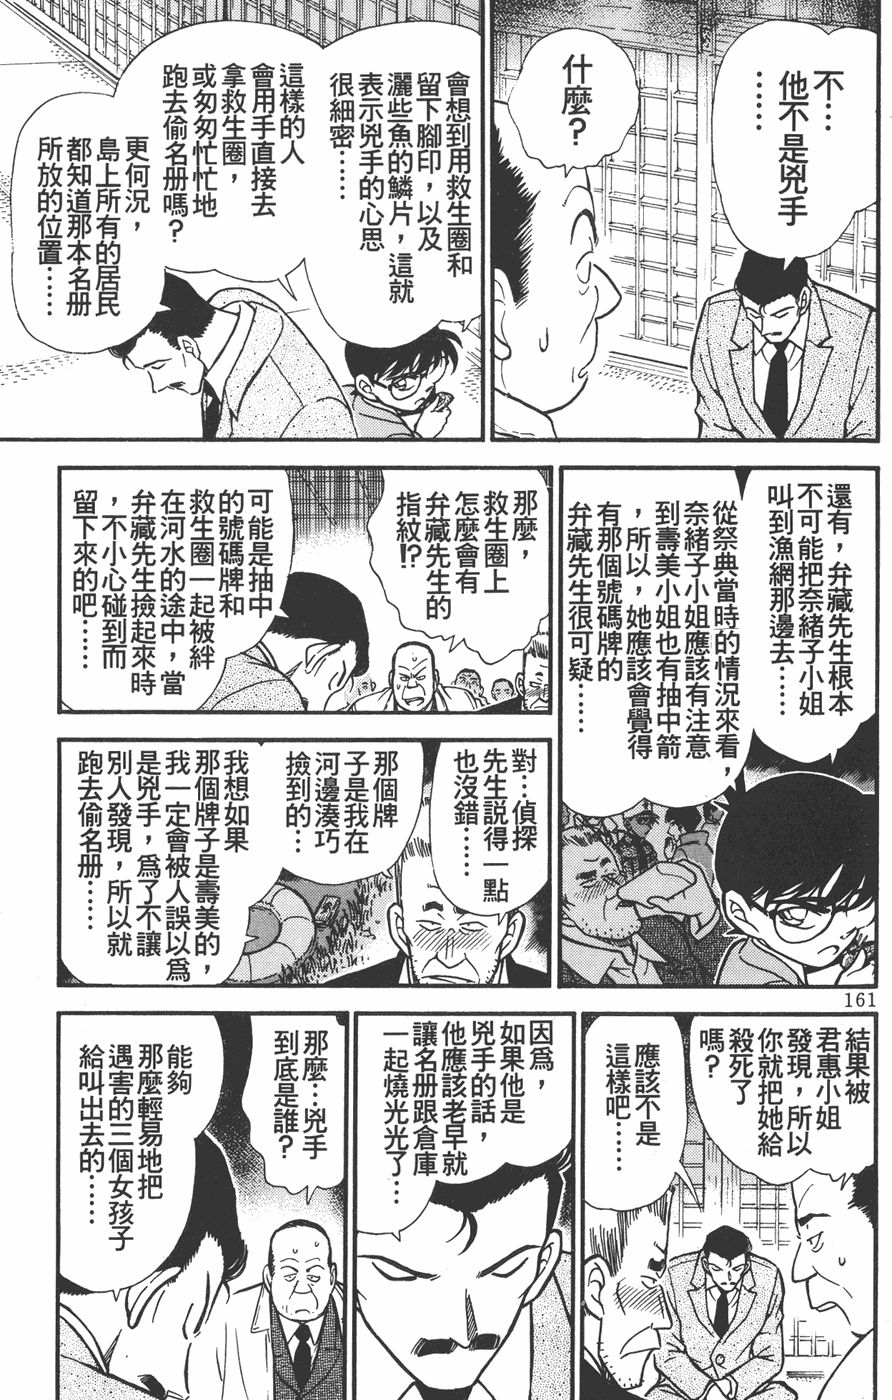 不…
他不是兇手
……
什麼?
會想到用救生圈和
留下腳印，以及
灑些魚的鱗片，這就
表示兇手的心思
很細密……
這樣的人
會用手直接去
拿救生圈，
或匆匆忙忙地
跑去偷名册嗎?
更何況，
島上所有的居民
都知道那本名册
所放的位置……
還有，弁藏先生根本
不可能把奈緒子小姐
叫到漁網那邊去……
從祭典當時的情況來看，
奈緒子小姐應該有注意
到壽美小姐也有抽中箭
，所以，她應該會覺得
有那個號碼牌的
弁藏先生很可疑……
那麼，
救生圈上
怎麼會有
弁藏先生的
指紋!?
可能是抽中
的號碼牌和
救生圈一起被絆
在河水的途中，當
弁藏先生撿起來時
，不小心碰到而
留下來的吧……
對…偵探
先生説得一點
也沒錯……
那個牌
子是我在
河邊湊巧
撿到的…
我想如果
那個牌子是壽美的，
我一定會被人誤以為
是兇手，為了不讓
別人發現，所以就
跑去偷名册……
161
結果被
君惠小姐
發現，所以
你就把她給
殺死了
嗎?
應該不是
這樣吧……
因為，
如果他是
兇手的話，
他應該老早就
讓名册跟倉庫
一起燒光光了…
那麼…兇手
到底是誰?
能夠
那麼輕易地把
遇害的三個女孩子
給叫出去的……